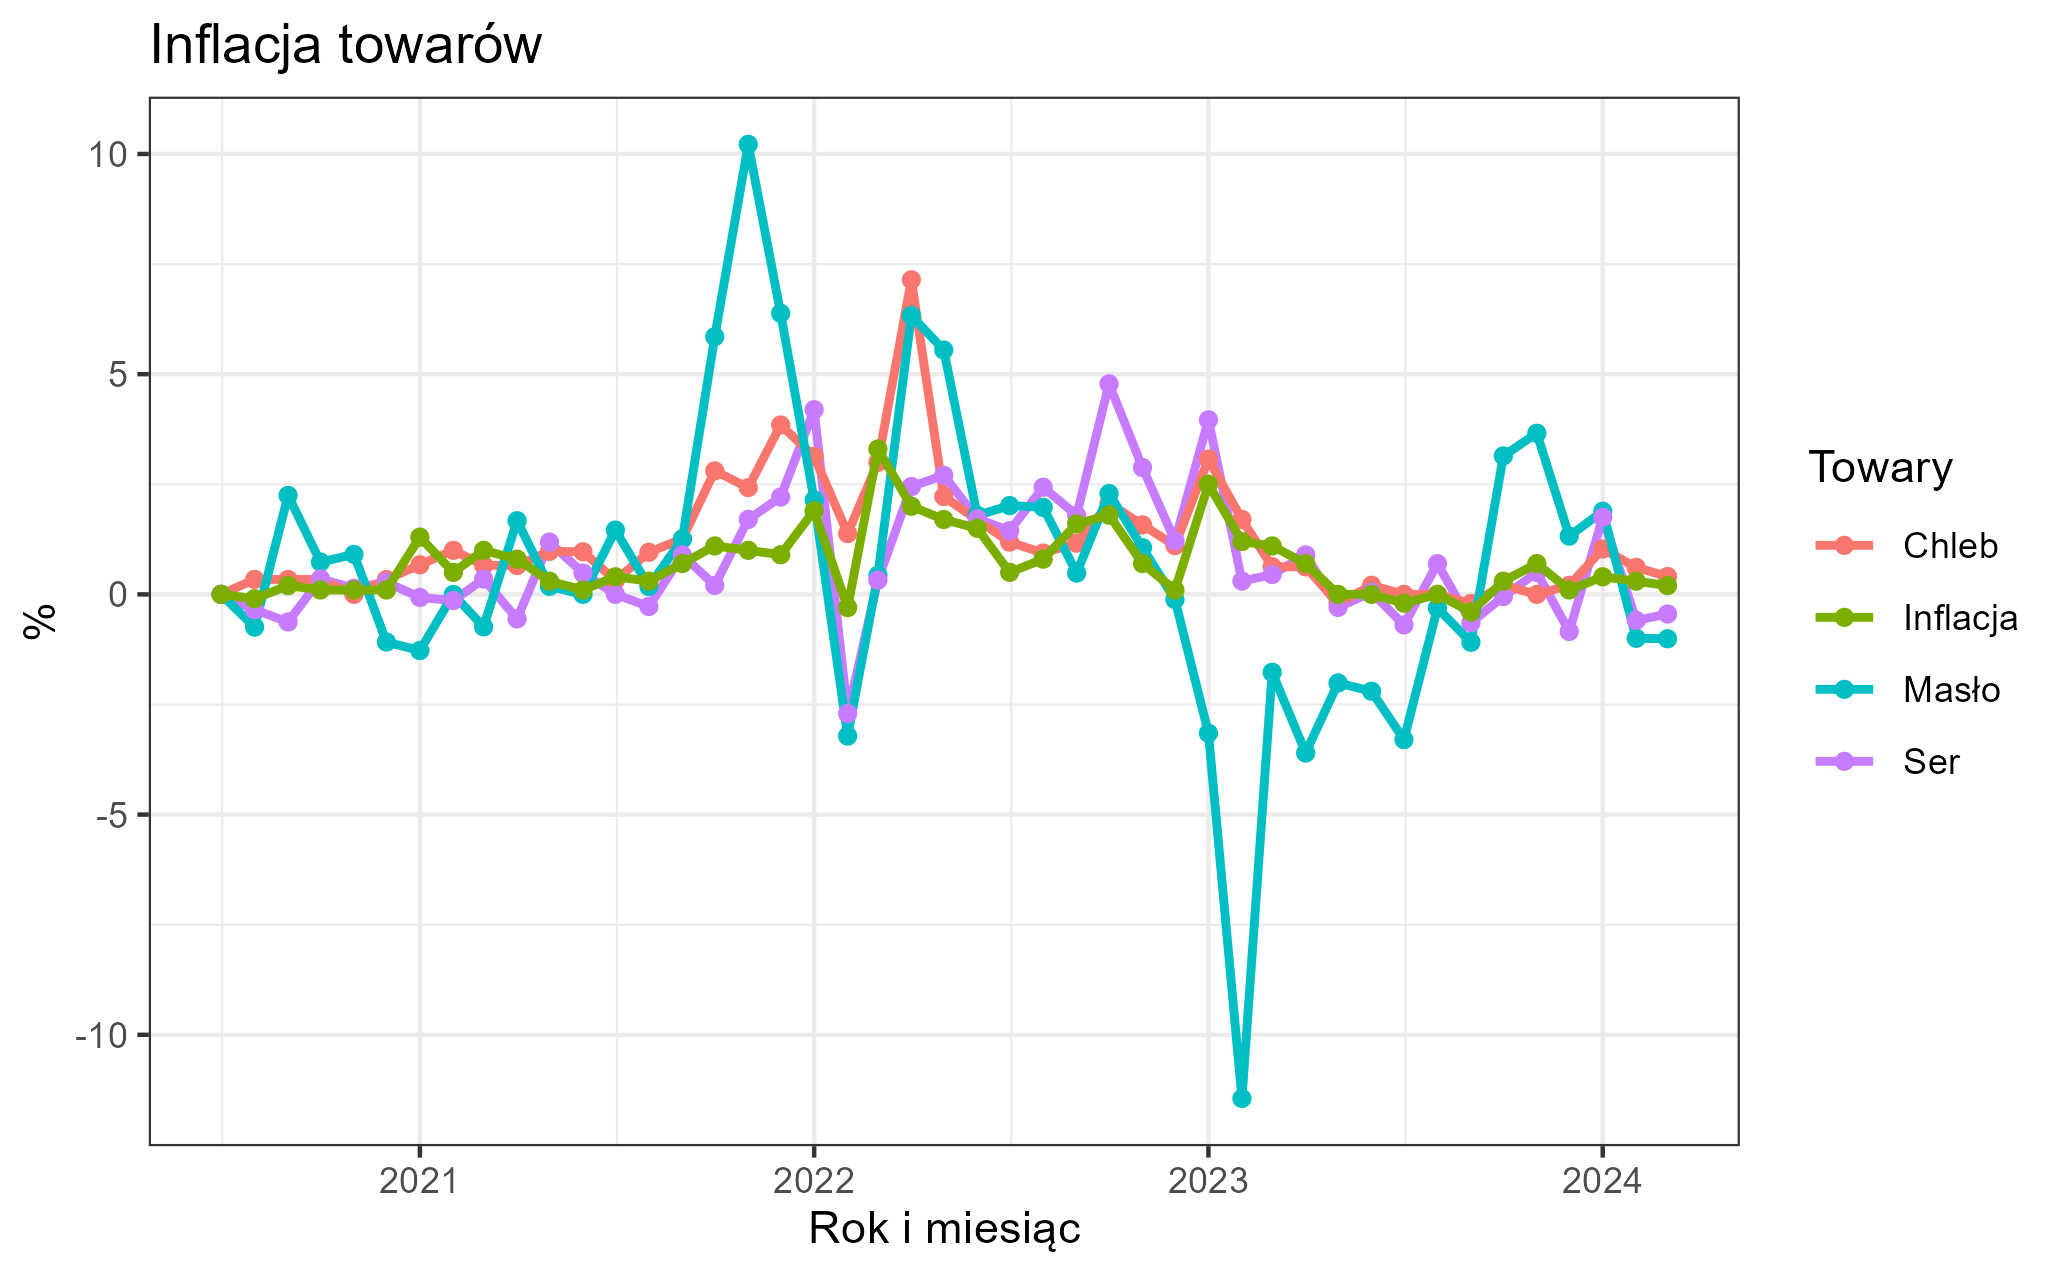 Inflacja towarów
10
5
0
-5
-10
%
2021
2022
2023
2024
Rok i miesiąc
Towary
Chleb
Inflacja
Masło
Ser